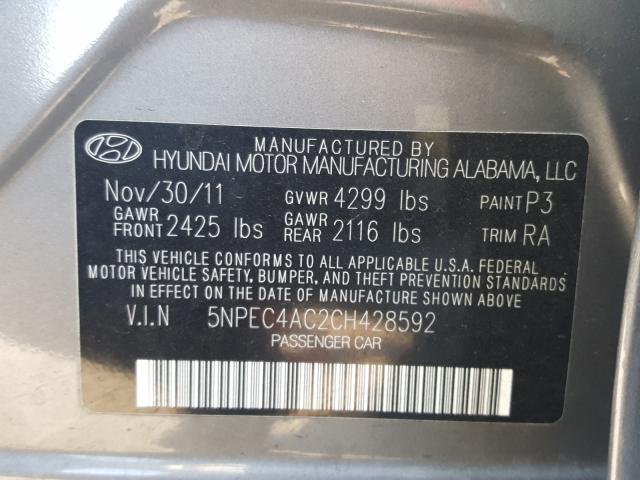 MANUFACTURED BY
HYUNDAI MOTOR MANUFACTURING ALABAMA, LLC
Nov/30/11 GVWR 4299 lbs PAINT P3
GAWR FRONT 2425 lbs GAWR REAR 2116 lbs TRIM RA
THIS VEHICLE CONFORMS TO ALL APPLICABLE U.S.A. FEDERAL
MOTOR VEHICLE SAFETY, BUMPER, AND THEFT PREVENTION STANDARDS
IN EFFECT ON THE DATE OF MANUFACTURE SHOWN ABOVE
V.I.N 5NPEC4AC2CH428592
PASSENGER CAR